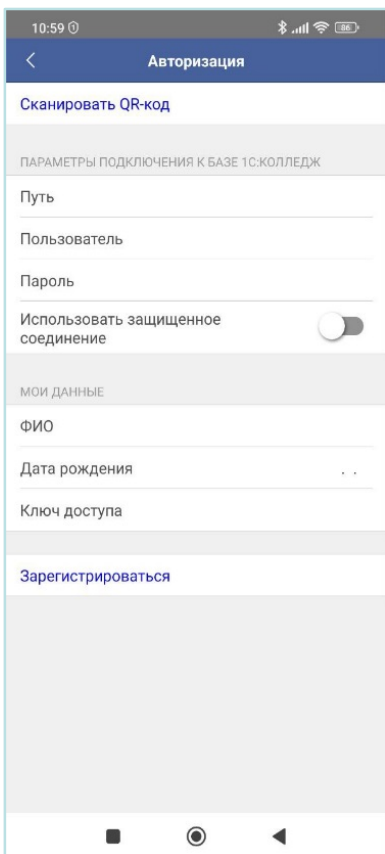 10:59
86
Авторизация
Сканировать QR-код
ПАРАМЕТРЫ ПОДКЛЮЧЕНИЯ К БАЗЕ 1С:КОЛЛЕДЖ
Путь
Пользователь
Пароль
Использовать защищенное
соединение
МОИ ДАННЫЕ
ФИО
Дата рождения . .
Ключ доступа
Зарегистрироваться